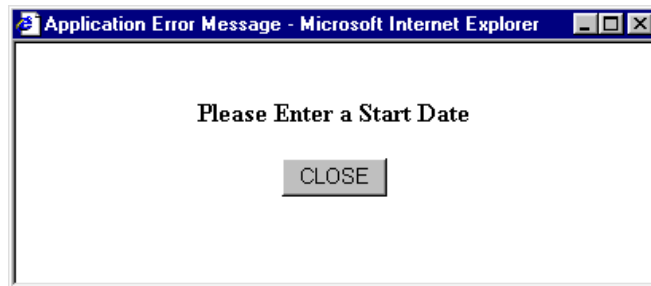 Application Error Message - Microsoft Internet Explorer
Please Enter a Start Date
CLOSE